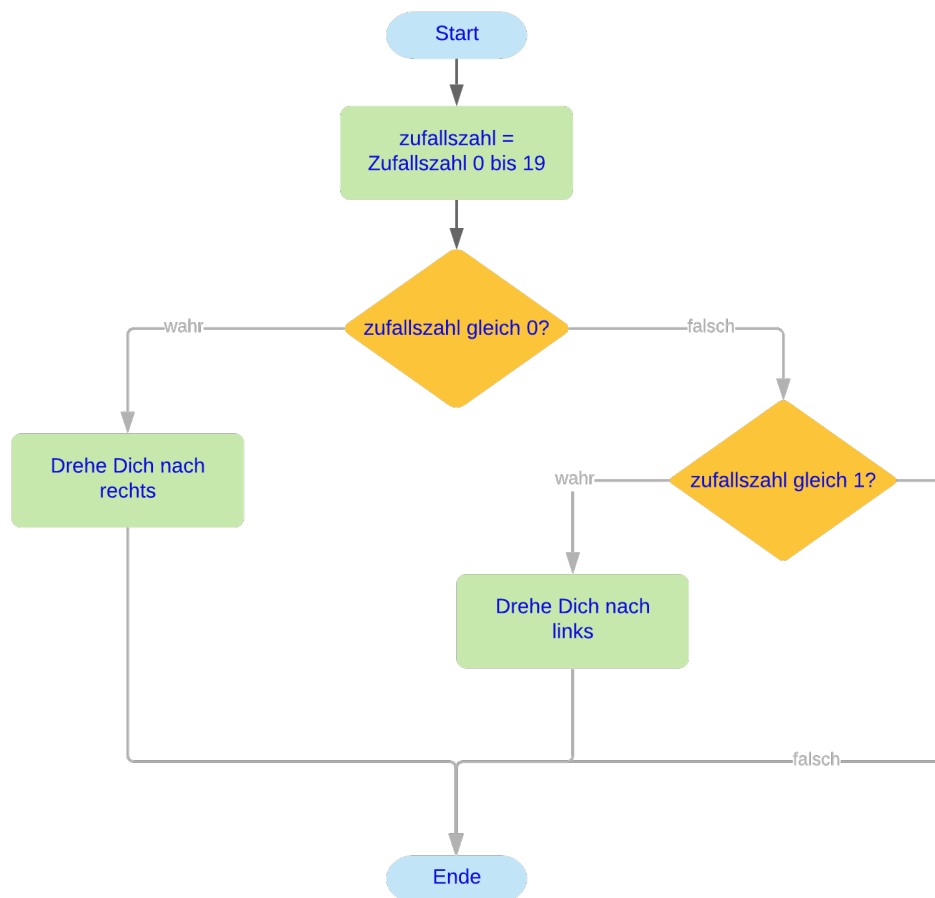 Start
zufallszahl =
Zufallszahl 0 bis 19
zufallszahl gleich 0?
wahr
falsch
Drehe Dich nach
rechts
zufallszahl gleich 1?
wahr
Drehe Dich nach
links
falsch
Ende